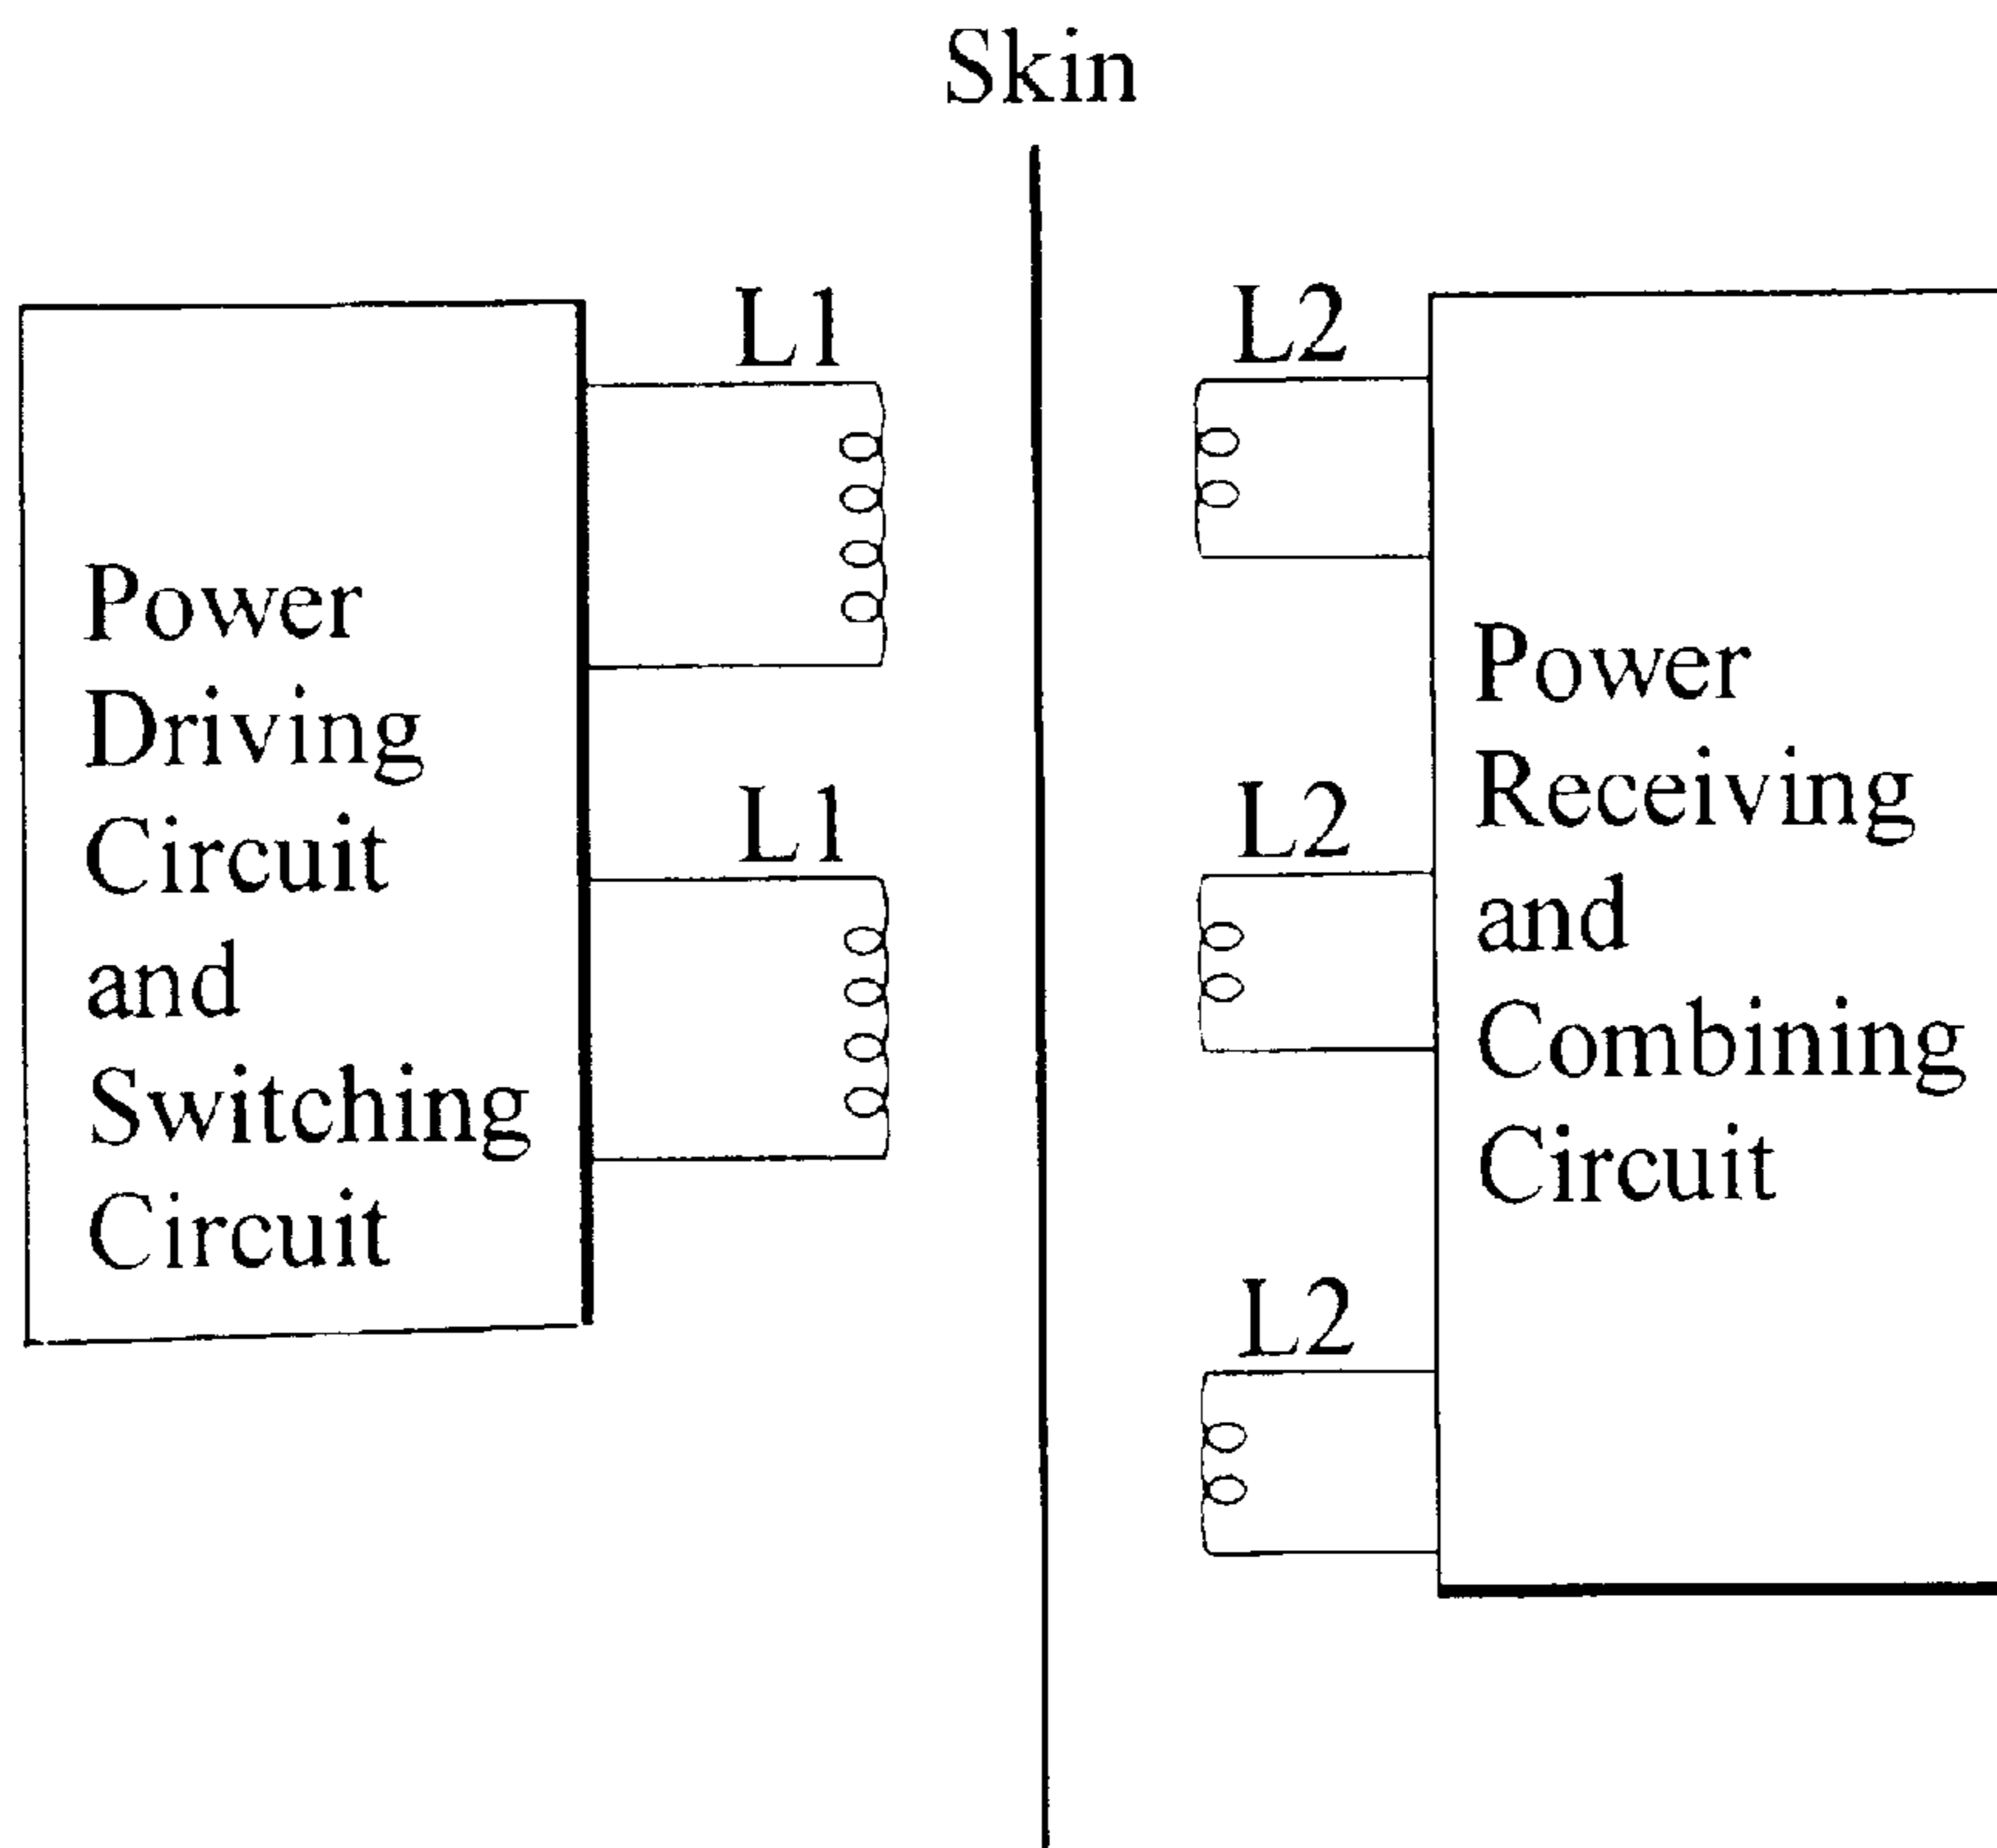 Skin
L1
L2
Power
Driving
Circuit
and
Switching
Circuit
L1
L2
L2
Power
Receiving
and
Combining
Circuit